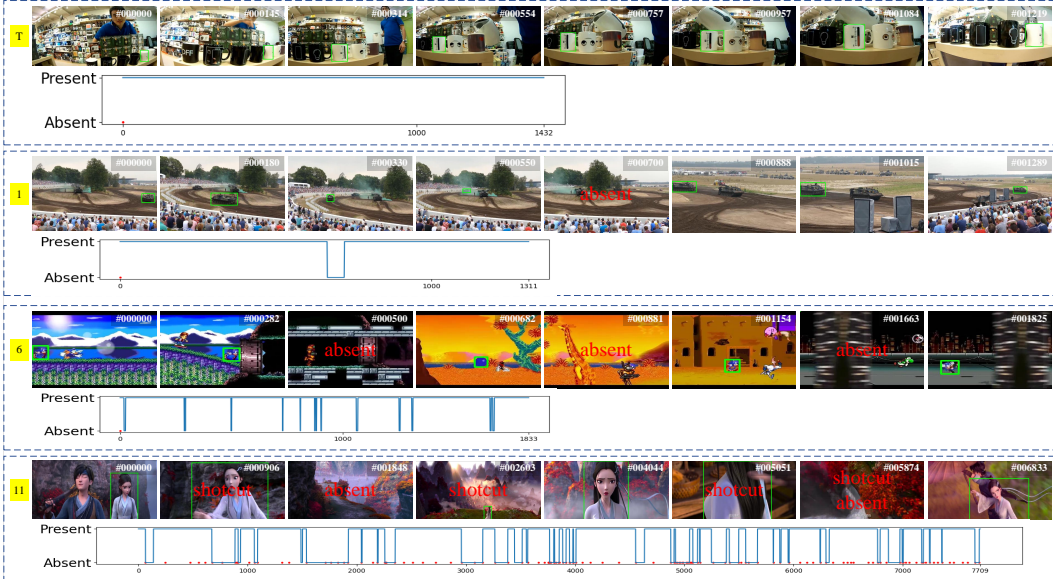 T
#000000 #000145 #000314 #000554 #000757 #000957 #001084 #001219
Present
Absent
0 1000 1432
1
#000000 #000180 #000330 #000550 #000700 #000888 #001015 #001289
absent
Present
Absent
0 1000 1311
6
#000000 #000282 #000500 #000682 #000881 #001154 #001663 #001825
absent absent absent
Present
Absent
0 1000 1833
11
#000000 #000906 #001848 #002603 #004044 #005051 #005874 #006833
shotcut absent shotcut shotcut shotcut
absent
Present
Absent
0 1000 2000 3000 4000 5000 6000 7000 7709